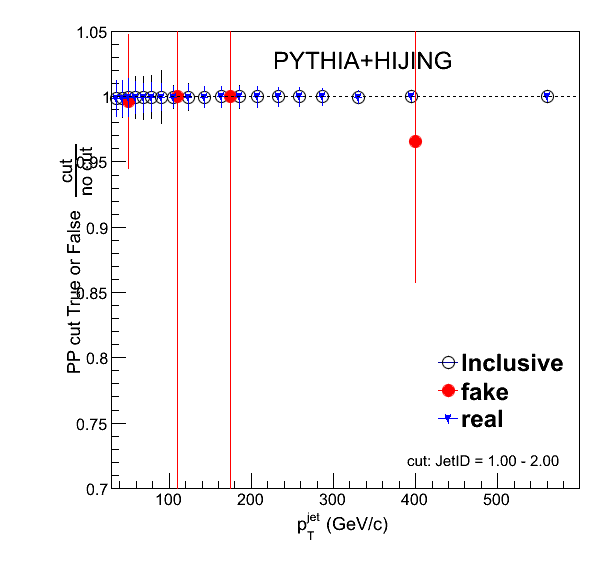 1.05
PYTHIA+HIJING
1
0.95
0.9
0.85
0.8
0.75
0.7
PP cut True or False cut
no cut
Inclusive
fake
real
cut: JetID = 1.00 - 2.00
100 200 300 400 500
p_T^jet (GeV/c)